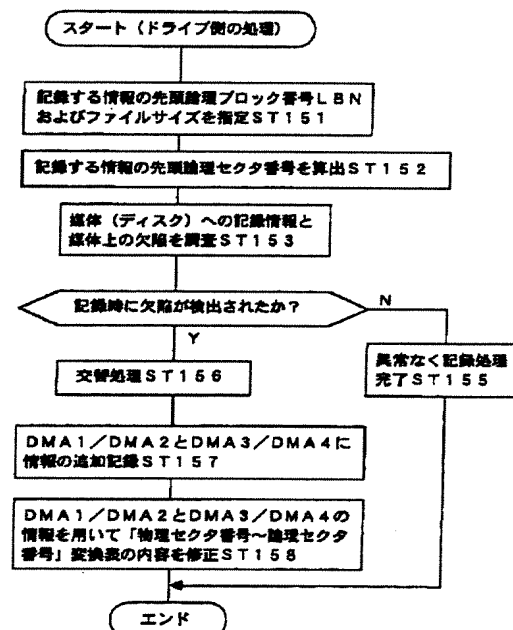 スタート（ドライブ側の処理）
記録する情報の先頭論理ブロック番号ＬＢＮ
およびファイルサイズを指定ＳＴ１５１
記録する情報の先頭論理セクタ番号を算出ＳＴ１５２
媒体（ディスク）への記録情報と
媒体上の欠陥を調査ＳＴ１５３
記録時に欠陥が検出されたか？
N
Y
異常なく記録処理
完了ＳＴ１５５
交替処理ＳＴ１５６
ＤＭＡ１／ＤＭＡ２とＤＭＡ３／ＤＭＡ４に
情報の追加記録ＳＴ１５７
ＤＭＡ１／ＤＭＡ２とＤＭＡ３／ＤＭＡ４の
情報を用いて「物理セクタ番号～論理セクタ
番号」変換表の内容を修正ＳＴ１５８
エンド